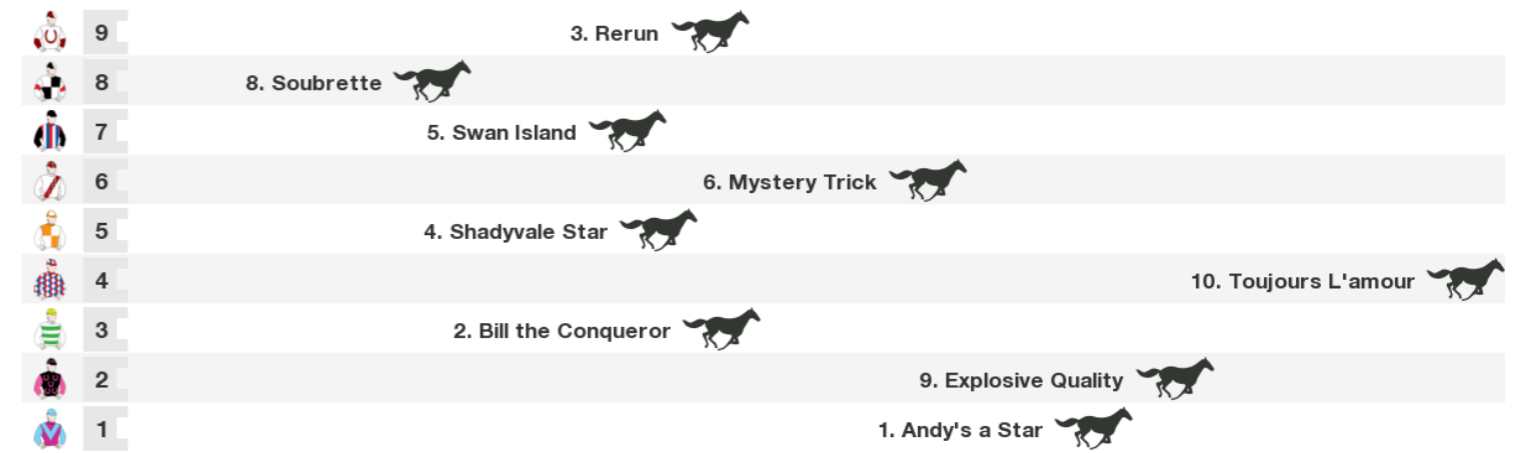 9 3. Rerun
8 8. Soubrette
7 5. Swan Island
6 6. Mystery Trick
5 4. Shadyvale Star
4 10. Toujours L'amour
3 2. Bill the Conqueror
2 9. Explosive Quality
1 1. Andy's a Star